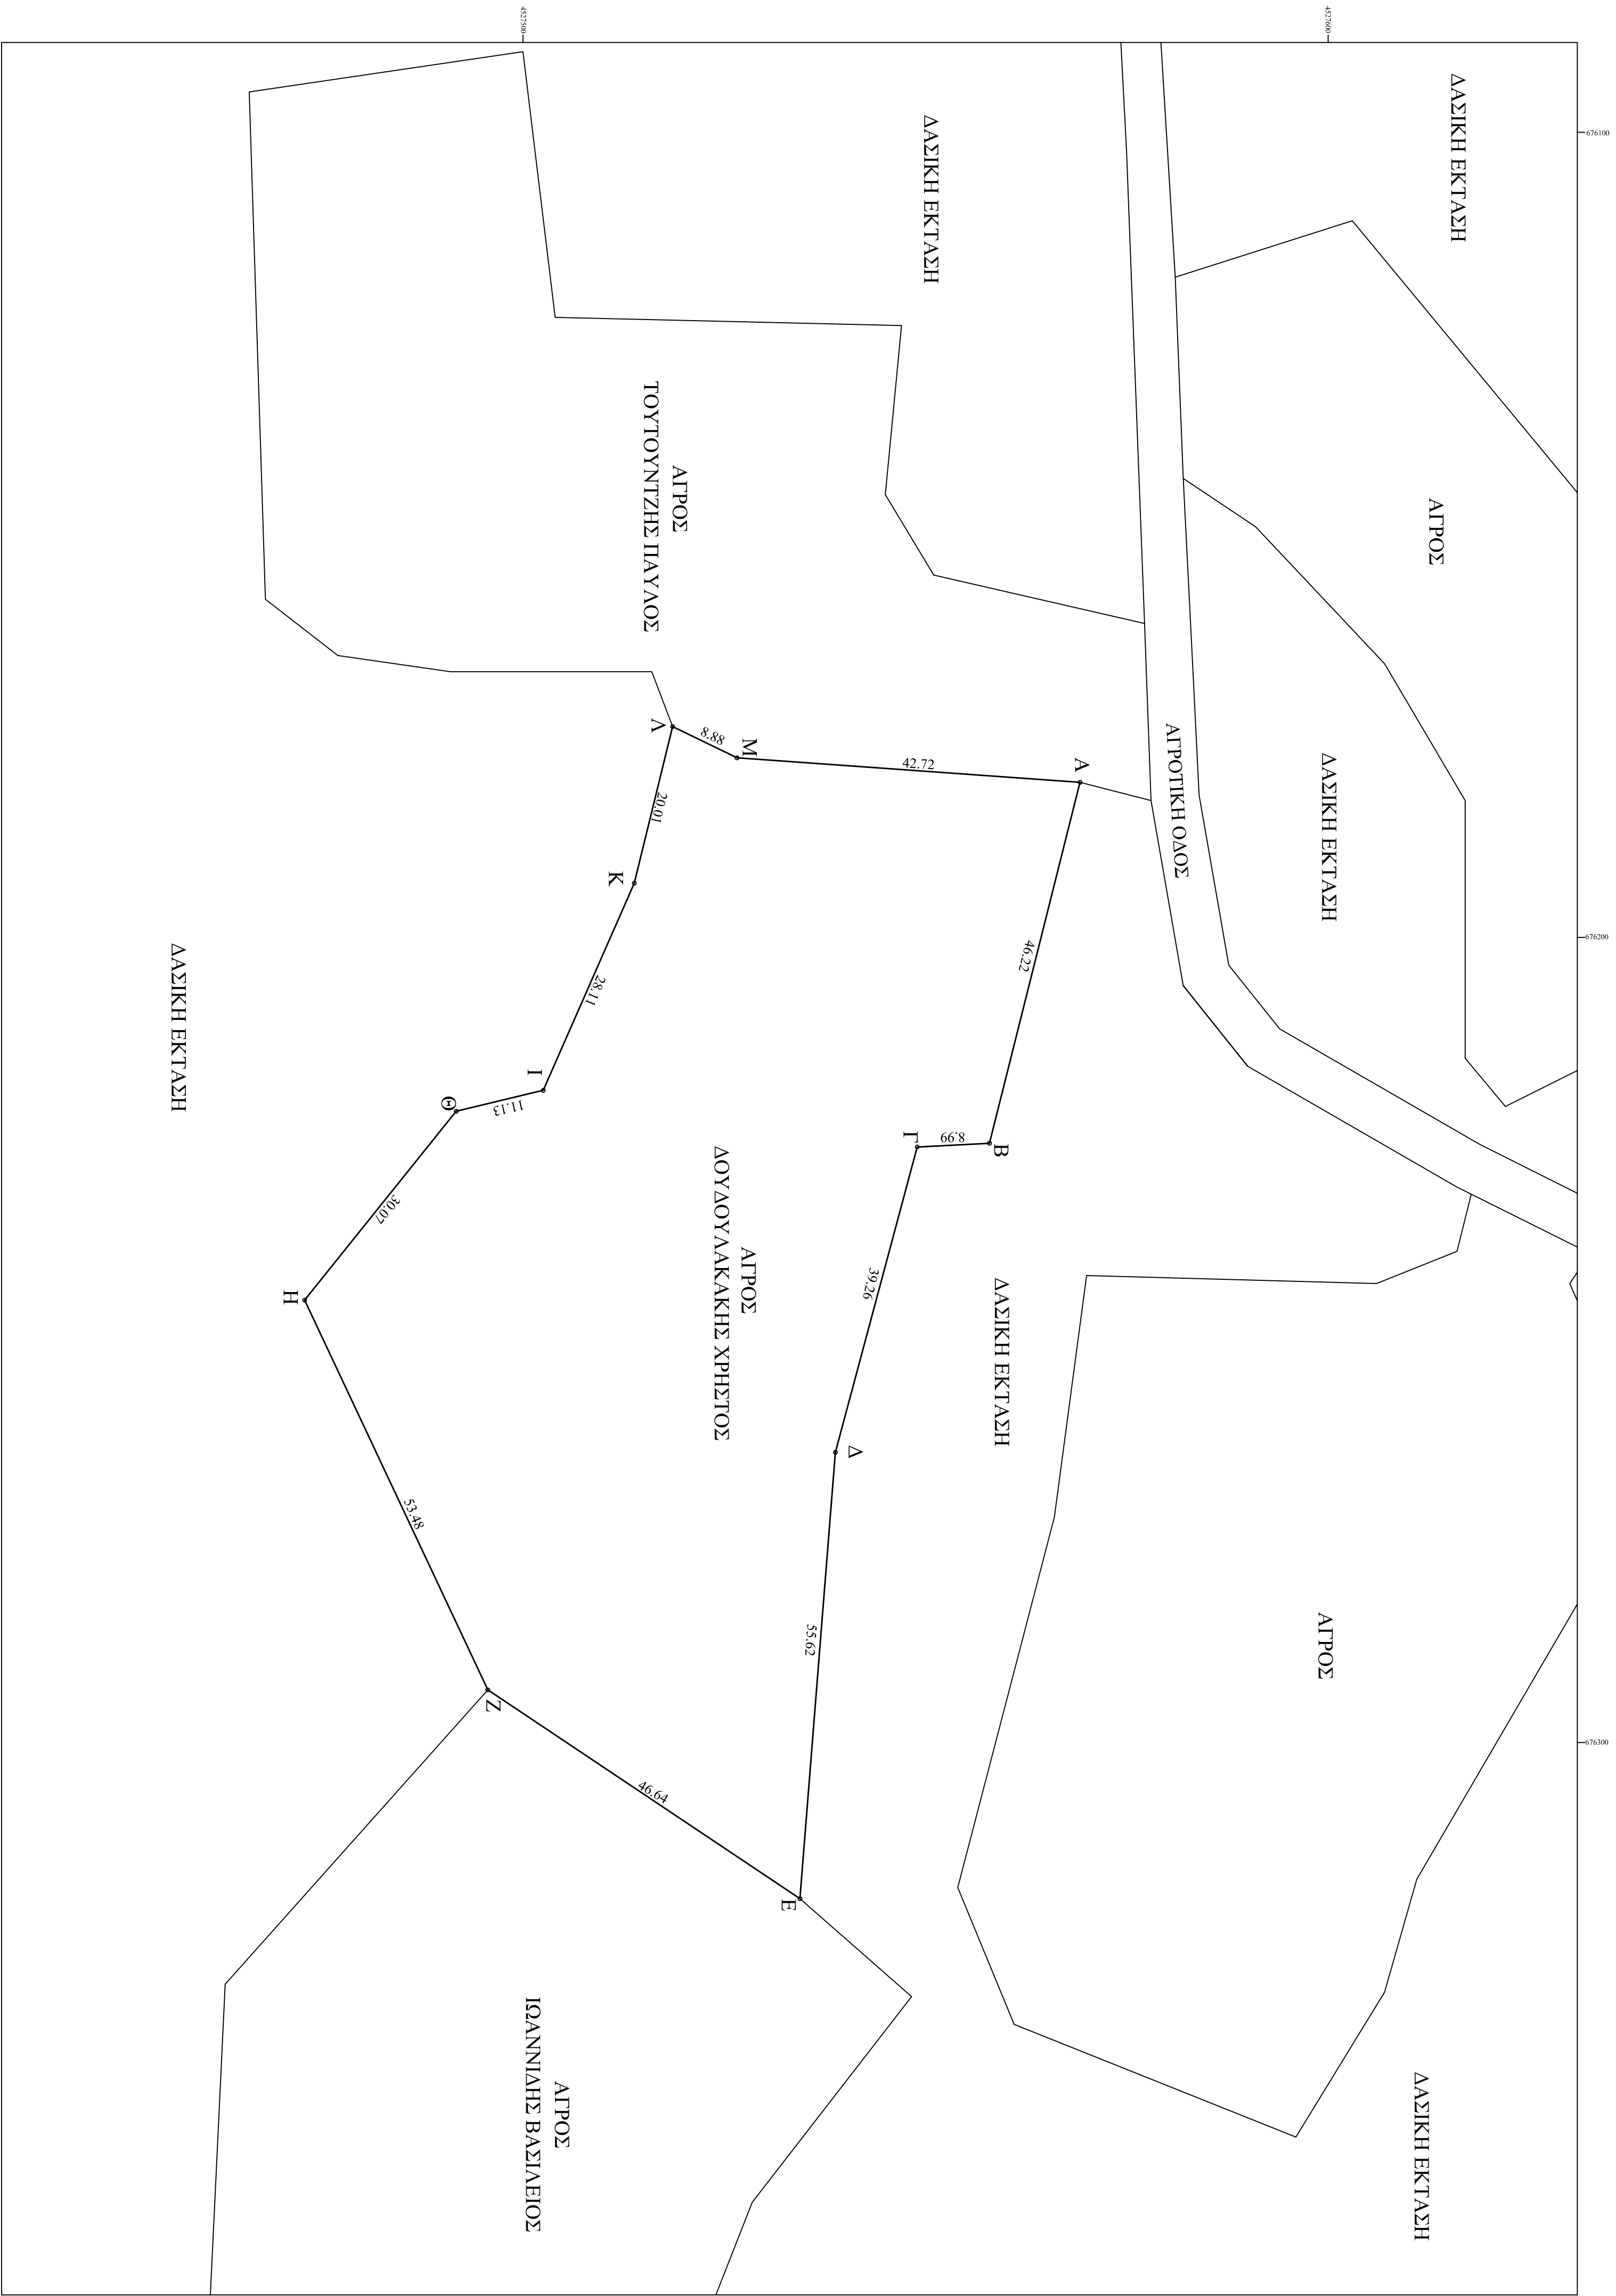 676100
676200
676300
4527600
4527500
ΔΑΣΙΚΗ ΕΚΤΑΣΗ
ΑΓΡΟΣ
ΔΑΣΙΚΗ ΕΚΤΑΣΗ
ΑΓΡΟΣ
ΔΑΣΙΚΗ ΕΚΤΑΣΗ
ΑΓΡΟΤΙΚΗ ΟΔΟΣ
ΔΑΣΙΚΗ ΕΚΤΑΣΗ
ΔΑΣΙΚΗ ΕΚΤΑΣΗ
ΑΓΡΟΣ
ΤΟΥΤΟΥΝΤΖΗΣ ΠΑΥΛΟΣ
ΑΓΡΟΣ
ΔΟΥΔΟΥΛΑΚΑΚΗΣ ΧΡΗΣΤΟΣ
ΑΓΡΟΣ
ΙΩΑΝΝΙΔΗΣ ΒΑΣΙΛΕΙΟΣ
ΔΑΣΙΚΗ ΕΚΤΑΣΗ
Α
46.22
Β
8.99
Γ
39.26
Δ
55.62
Ε
46.64
Ζ
53.48
Η
30.07
Θ
11.13
Ι
28.11
Κ
20.01
Λ
8.88
Μ
42.72